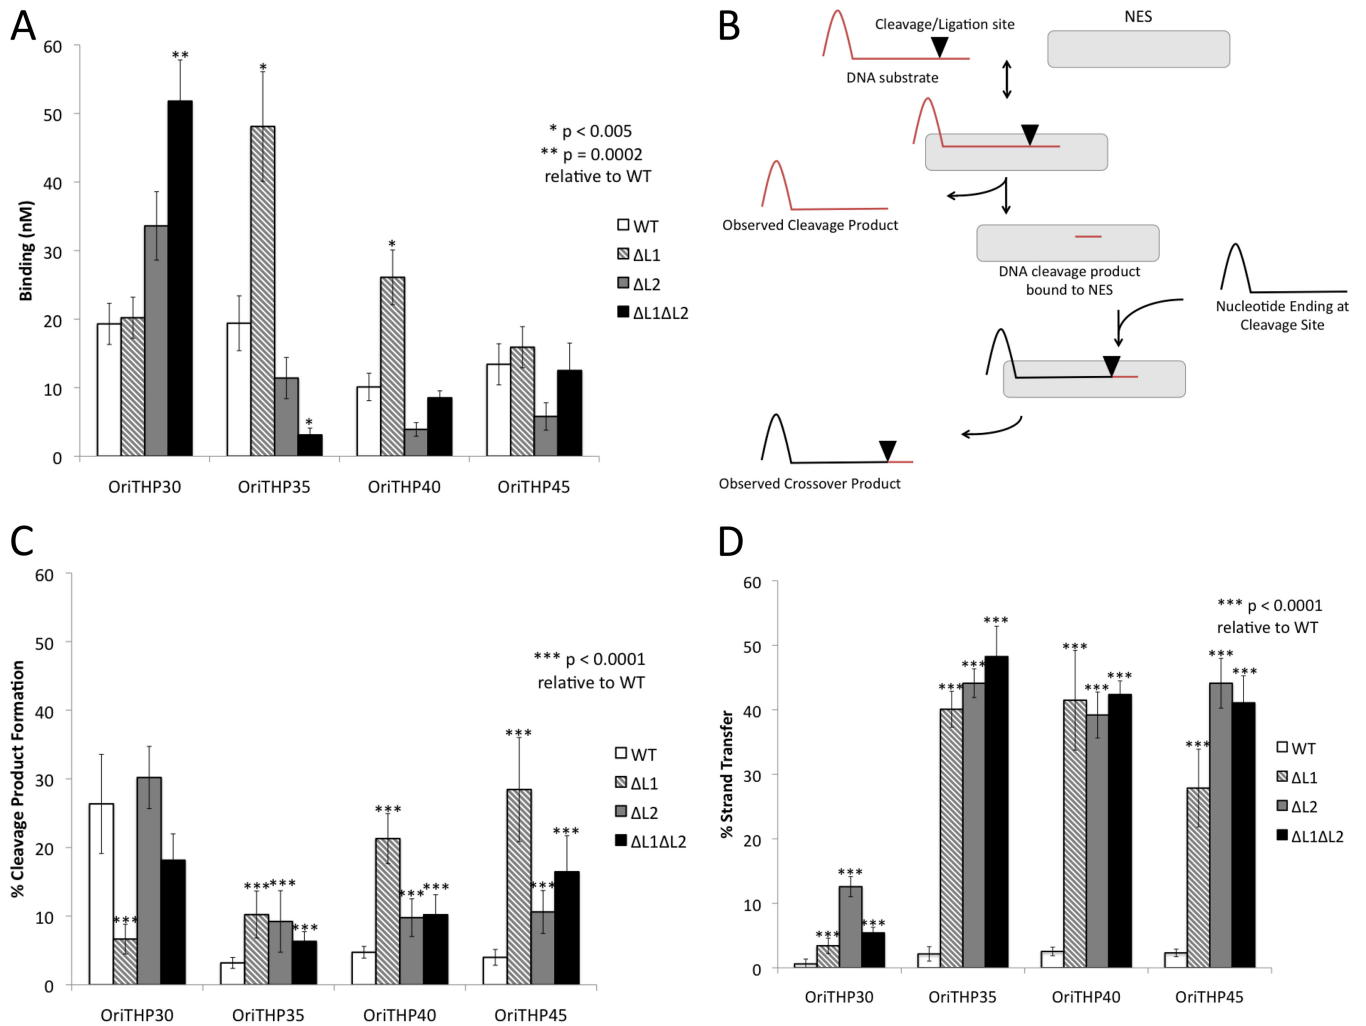 A
60
50
40
30
20
10
0
Binding (nM)
** 
*
*
*
* p < 0.005
** p = 0.0002
relative to WT
WT
ΔL1
ΔL2
ΔL1ΔL2
OriTHP30 OriTHP35 OriTHP40 OriTHP45
B
Cleavage/Ligation site
NES
DNA substrate
Observed Cleavage Product
DNA cleavage product
bound to NES
Nucleotide Ending at
Cleavage Site
Observed Crossover Product
C
60
50
40
30
20
10
0
% Cleavage Product Formation
*** p < 0.0001
relative to WT
***
*** *** ***
*** *** ***
*** *** ***
WT
ΔL1
ΔL2
ΔL1ΔL2
OriTHP30 OriTHP35 OriTHP40 OriTHP45
D
60
50
40
30
20
10
0
% Strand Transfer
*** p < 0.0001
relative to WT
*** *** ***
*** *** ***
*** *** ***
*** *** ***
WT
ΔL1
ΔL2
ΔL1ΔL2
OriTHP30 OriTHP35 OriTHP40 OriTHP45